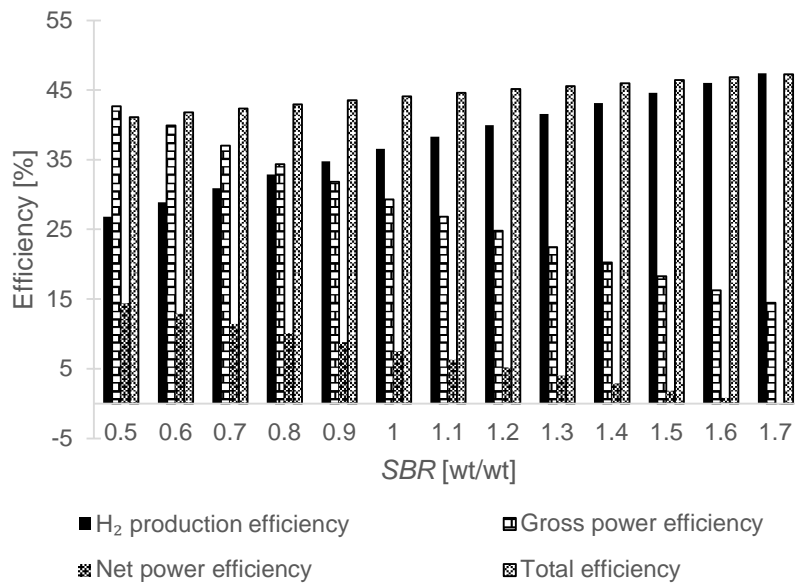 55
45
35
25
15
5
-5
Efficiency [%]
0.5 0.6 0.7 0.8 0.9 1 1.1 1.2 1.3 1.4 1.5 1.6 1.7
SBR [wt/wt]
H₂ production efficiency
Gross power efficiency
Net power efficiency
Total efficiency